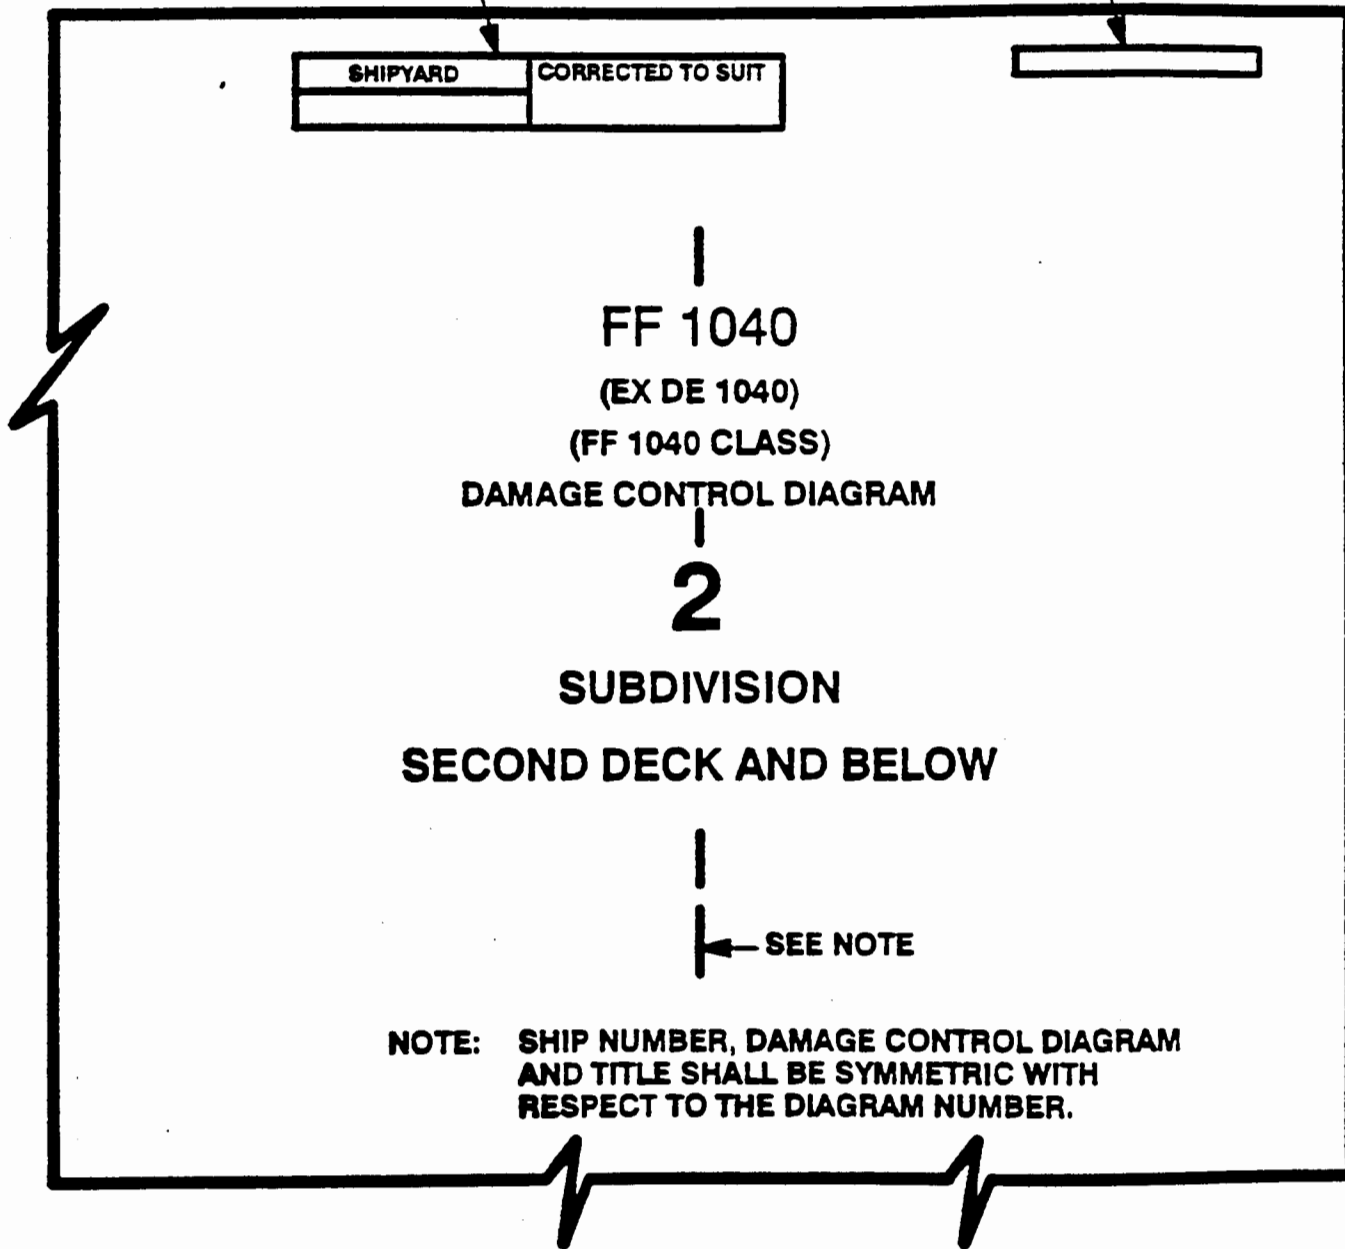 SHIPYARD
CORRECTED TO SUIT
FF 1040
(EX DE 1040)
(FF 1040 CLASS)
DAMAGE CONTROL DIAGRAM
2
SUBDIVISION
SECOND DECK AND BELOW
SEE NOTE
NOTE: SHIP NUMBER, DAMAGE CONTROL DIAGRAM
AND TITLE SHALL BE SYMMETRIC WITH
RESPECT TO THE DIAGRAM NUMBER.